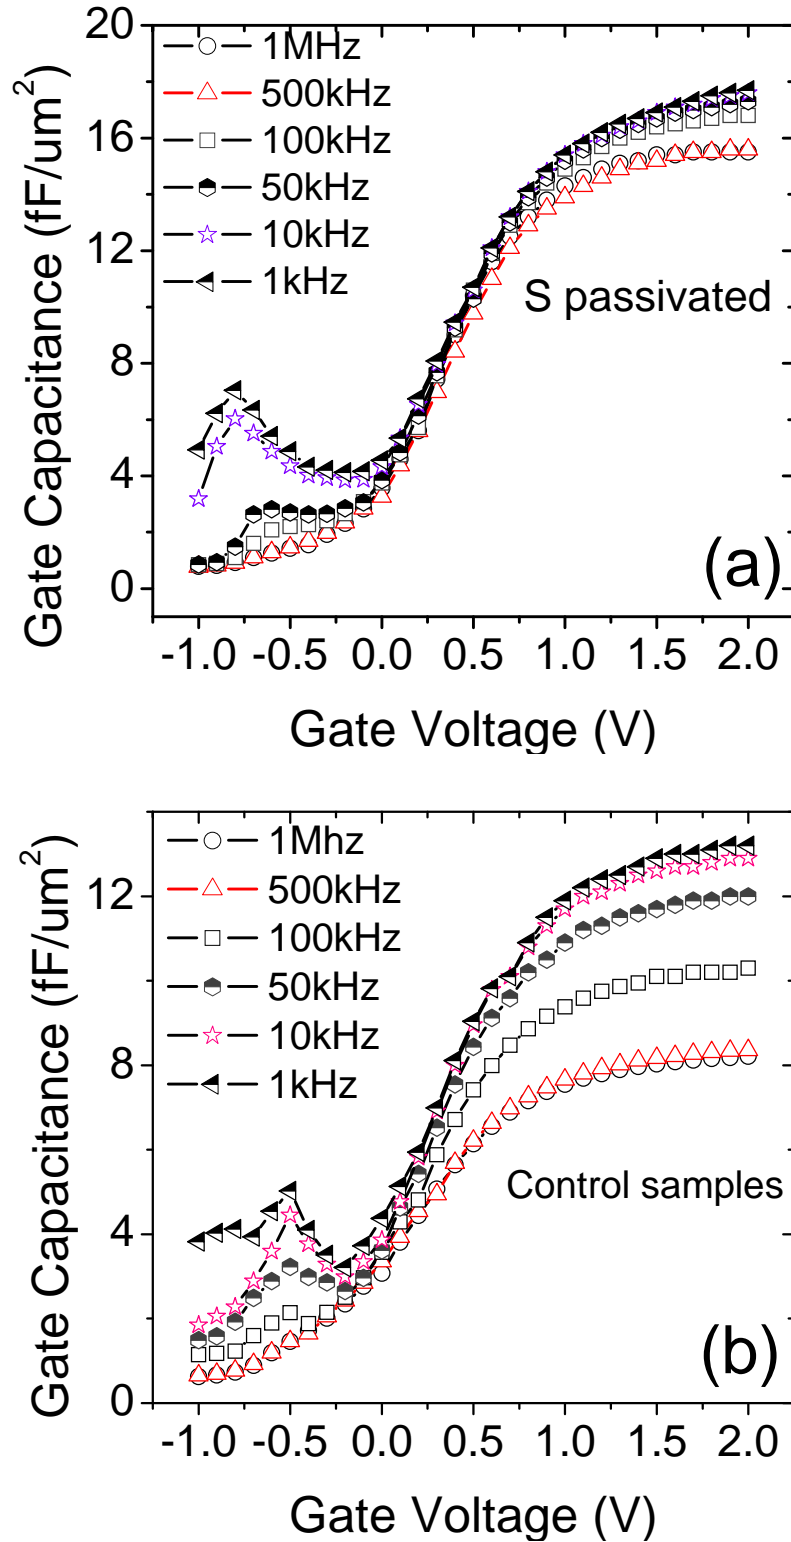 20
16
12
8
4
0
Gate Capacitance (fF/um²)
1MHz
500kHz
100kHz
50kHz
10kHz
1kHz
S passivated
(a)
-1.0 -0.5 0.0 0.5 1.0 1.5 2.0
Gate Voltage (V)
12
8
4
0
Gate Capacitance (fF/um²)
1Mhz
500kHz
100kHz
50kHz
10kHz
1kHz
Control samples
(b)
-1.0 -0.5 0.0 0.5 1.0 1.5 2.0
Gate Voltage (V)